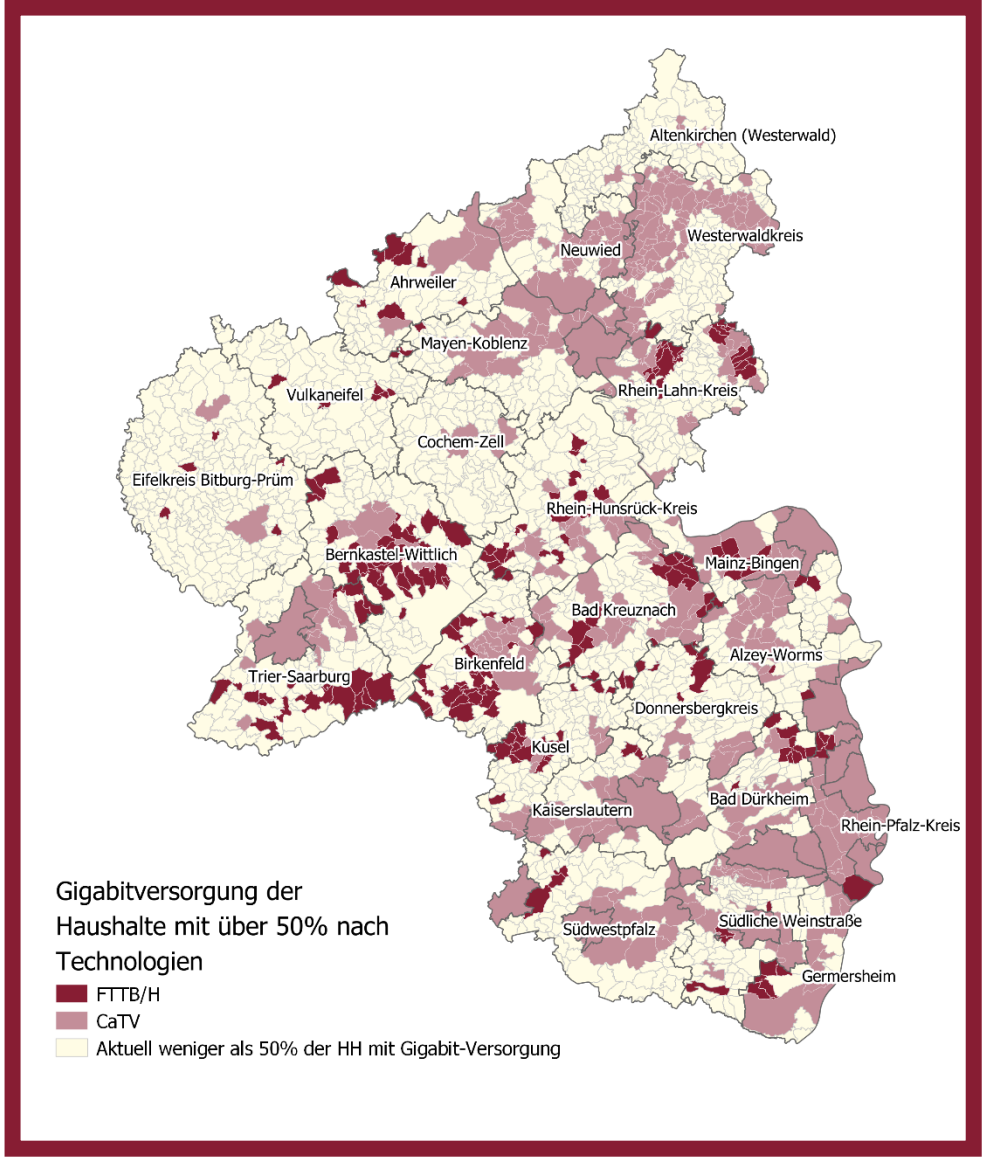 Altenkirchen (Westerwald)
Westerwaldkreis
Neuwied
Ahrweiler
Mayen-Koblenz
Rhein-Lahn-Kreis
Vulkaneifel
Cochem-Zell
Eifelkreis Bitburg-Prüm
Rhein-Hunsrück-Kreis
Bernkastel-Wittlich
Mainz-Bingen
Bad Kreuznach
Alzey-Worms
Birkenfeld
Trier-Saarburg
Donnersbergkreis
Kusel
Bad Dürkheim
Kaiserslautern
Rhein-Pfalz-Kreis
Südliche Weinstraße
Südwestpfalz
Germersheim
Gigabitversorgung der
Haushalte mit über 50% nach
Technologien
FTTB/H
CaTV
Aktuell weniger als 50% der HH mit Gigabit-Versorgung